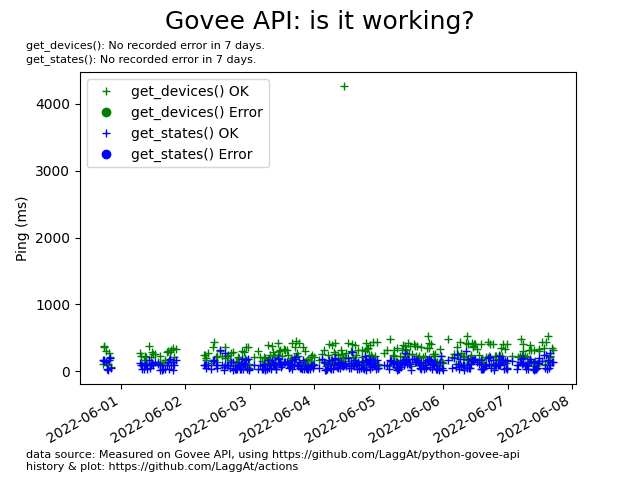 Govee API: is it working?
get_devices(): No recorded error in 7 days.
get_states(): No recorded error in 7 days.
get_devices() OK
get_devices() Error
get_states() OK
get_states() Error
Ping (ms)
4000
3000
2000
1000
0
2022-06-01
2022-06-02
2022-06-03
2022-06-04
2022-06-05
2022-06-06
2022-06-07
2022-06-08
data source: Measured on Govee API, using https://github.com/LaggAt/python-govee-api
history & plot: https://github.com/LaggAt/actions